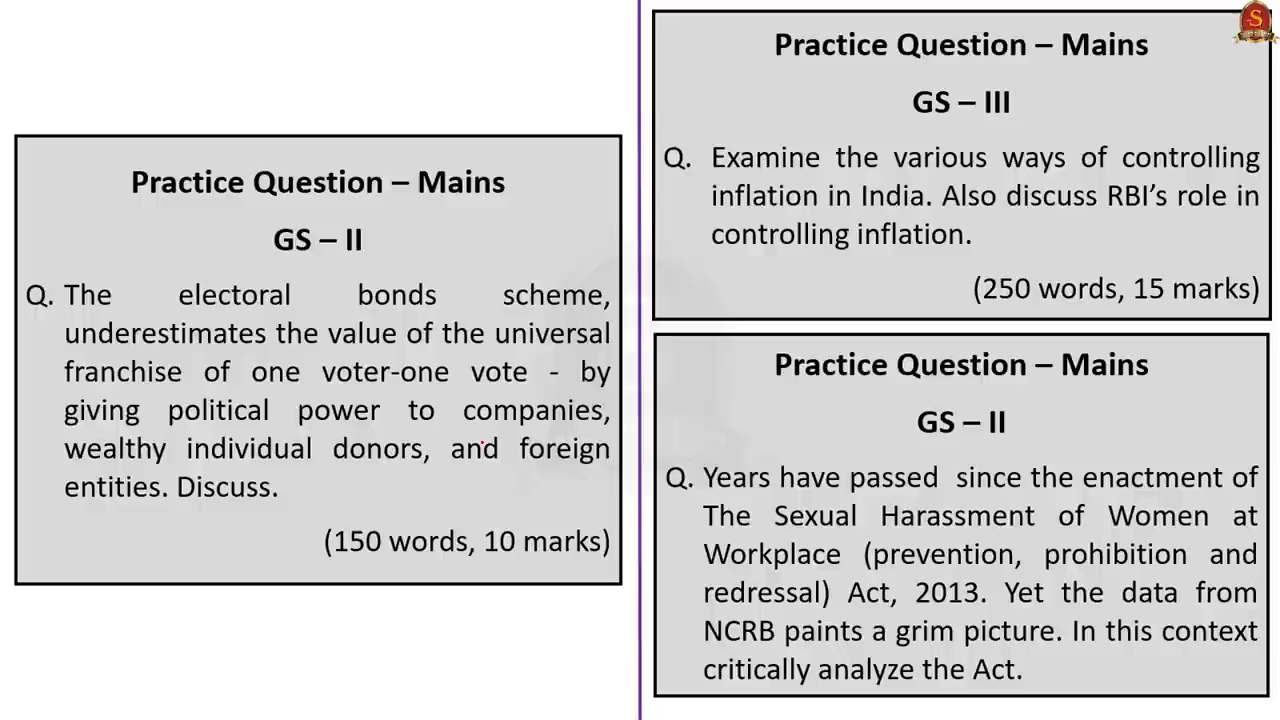 Practice Question – Mains
GS – II
Q. The electoral bonds scheme,
underestimates the value of the universal
franchise of one voter-one vote - by
giving political power to companies,
wealthy individual donors, and foreign
entities. Discuss.
(150 words, 10 marks)
Practice Question – Mains
GS – III
Q. Examine the various ways of controlling
inflation in India. Also discuss RBI’s role in
controlling inflation.
(250 words, 15 marks)
Practice Question – Mains
GS – II
Q. Years have passed since the enactment of
The Sexual Harassment of Women at
Workplace (prevention, prohibition and
redressal) Act, 2013. Yet the data from
NCRB paints a grim picture. In this context
critically analyze the Act.
S